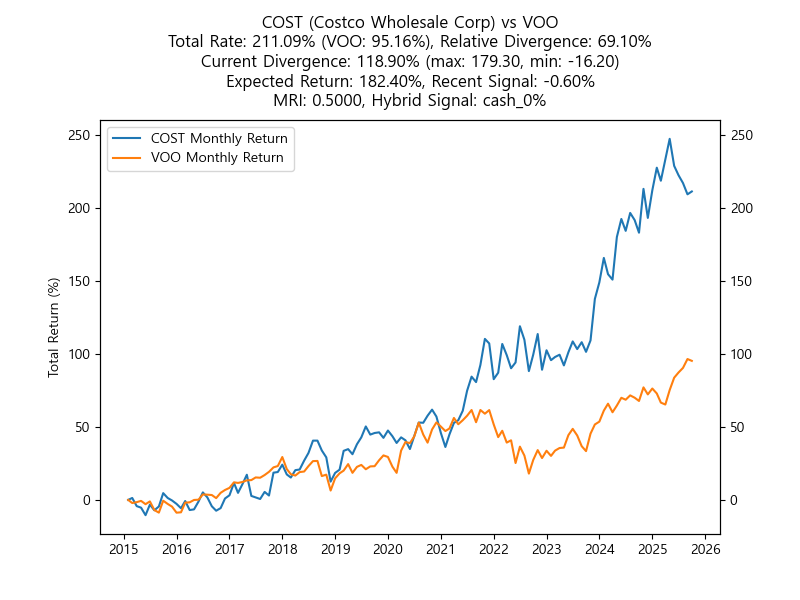 COST (Costco Wholesale Corp) vs VOO
Total Rate: 211.09% (VOO: 95.16%), Relative Divergence: 69.10%
Current Divergence: 118.90% (max: 179.30, min: -16.20)
Expected Return: 182.40%, Recent Signal: -0.60%
MRI: 0.5000, Hybrid Signal: cash_0%
COST Monthly Return
VOO Monthly Return
Total Return (%)
250
200
150
100
50
0
250
200
150
100
50
0
2015 2016 2017 2018 2019 2020 2021 2022 2023 2024 2025 2026